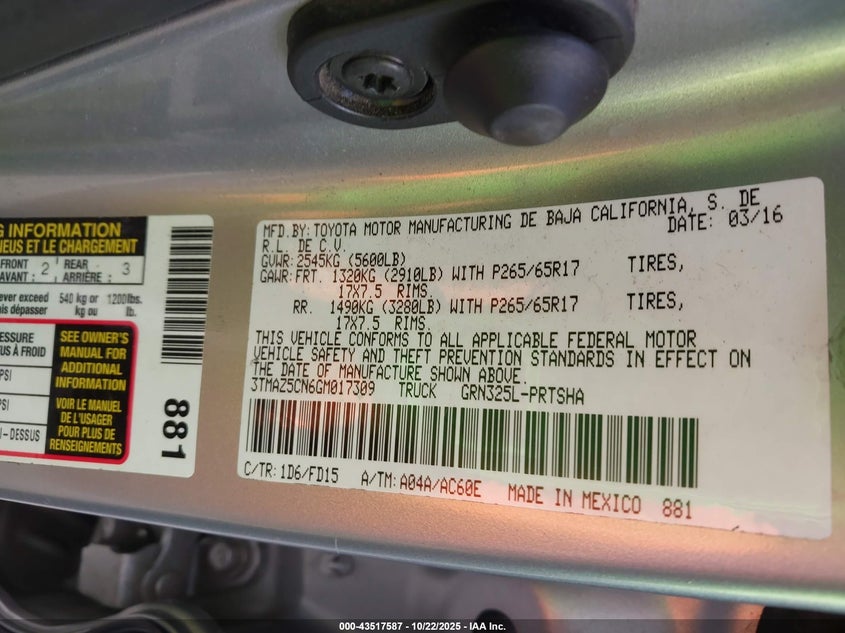 G INFORMATION
NEUS ET LE CHARGEMENT
FRONT 2 REAR 3
AVANT : ARRIÈRE :
ever exceed 540 kg or 1200lbs.
is dépasser kg ou lb.
RESSURE
US À FROID
PSI
PSI
I – DESSUS
SEE OWNER'S
MANUAL FOR
ADDITIONAL
INFORMATION
VOIR LE MANUEL
DE L'USAGER
POUR PLUS DE
RENSEIGNEMENTS
881
MFD.BY:TOYOTA MOTOR MANUFACTURING DE BAJA CALIFORNIA, S. DE
R.L. DE C.V. DATE: 03/16
GVWR:2545KG (5600LB)
GAWR:FRT. 1320KG (2910LB) WITH P265/65R17 TIRES,
17X7.5 RIMS.
RR. 1490KG (3280LB) WITH P265/65R17 TIRES,
17X7.5 RIMS.
THIS VEHICLE CONFORMS TO ALL APPLICABLE FEDERAL MOTOR
VEHICLE SAFETY AND THEFT PREVENTION STANDARDS IN EFFECT ON
THE DATE OF MANUFACTURE SHOWN ABOVE.
3TMAZ5CN6GM017309 TRUCK GRN325L-PRTSHA
C/TR:1D6/FD15 A/TM:A04A/AC60E MADE IN MEXICO 881
000-43517587 - 10/22/2025 - IAA Inc.